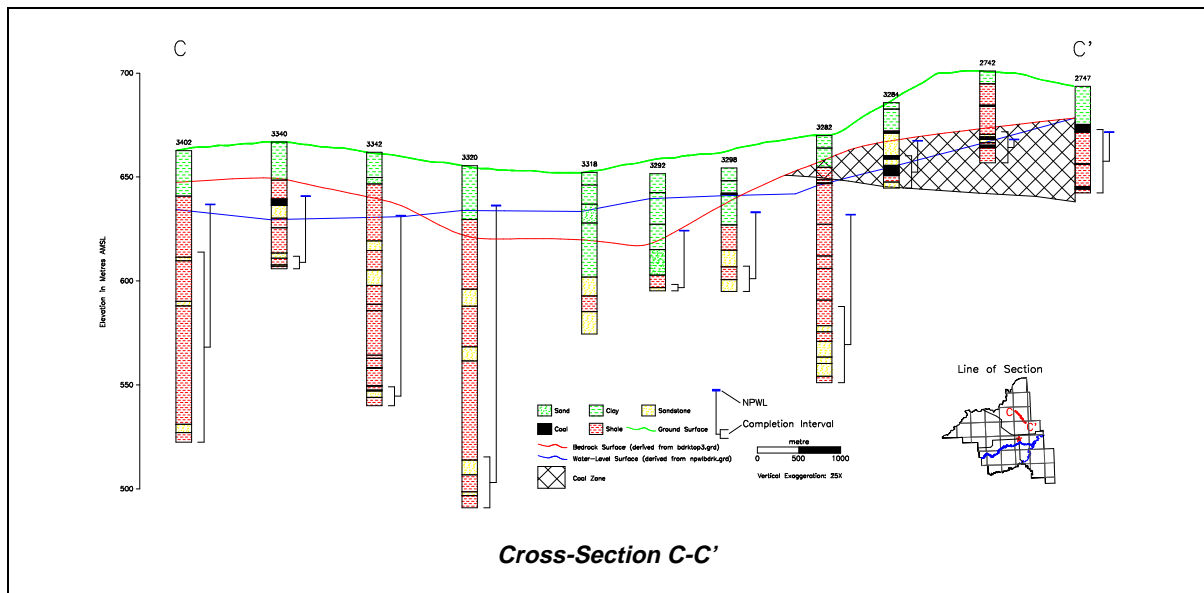 C
C'
700
650
600
550
500
Elevation In Metres AMSL
3402
3340
3342
3320
3318
3292
3298
3282
3284
2742
2747
Sand
Clay
Sandstone
Coal
Shale
Ground Surface
Bedrock Surface (derived from bdrktop3.grd)
Water-Level Surface (derived from npwlbdrk.grd)
Coal Zone
NPWL
Completion Interval
metre
0 500 1000
Vertical Exaggeration: 25X
Line of Section
C
C'
Cross-Section C-C'